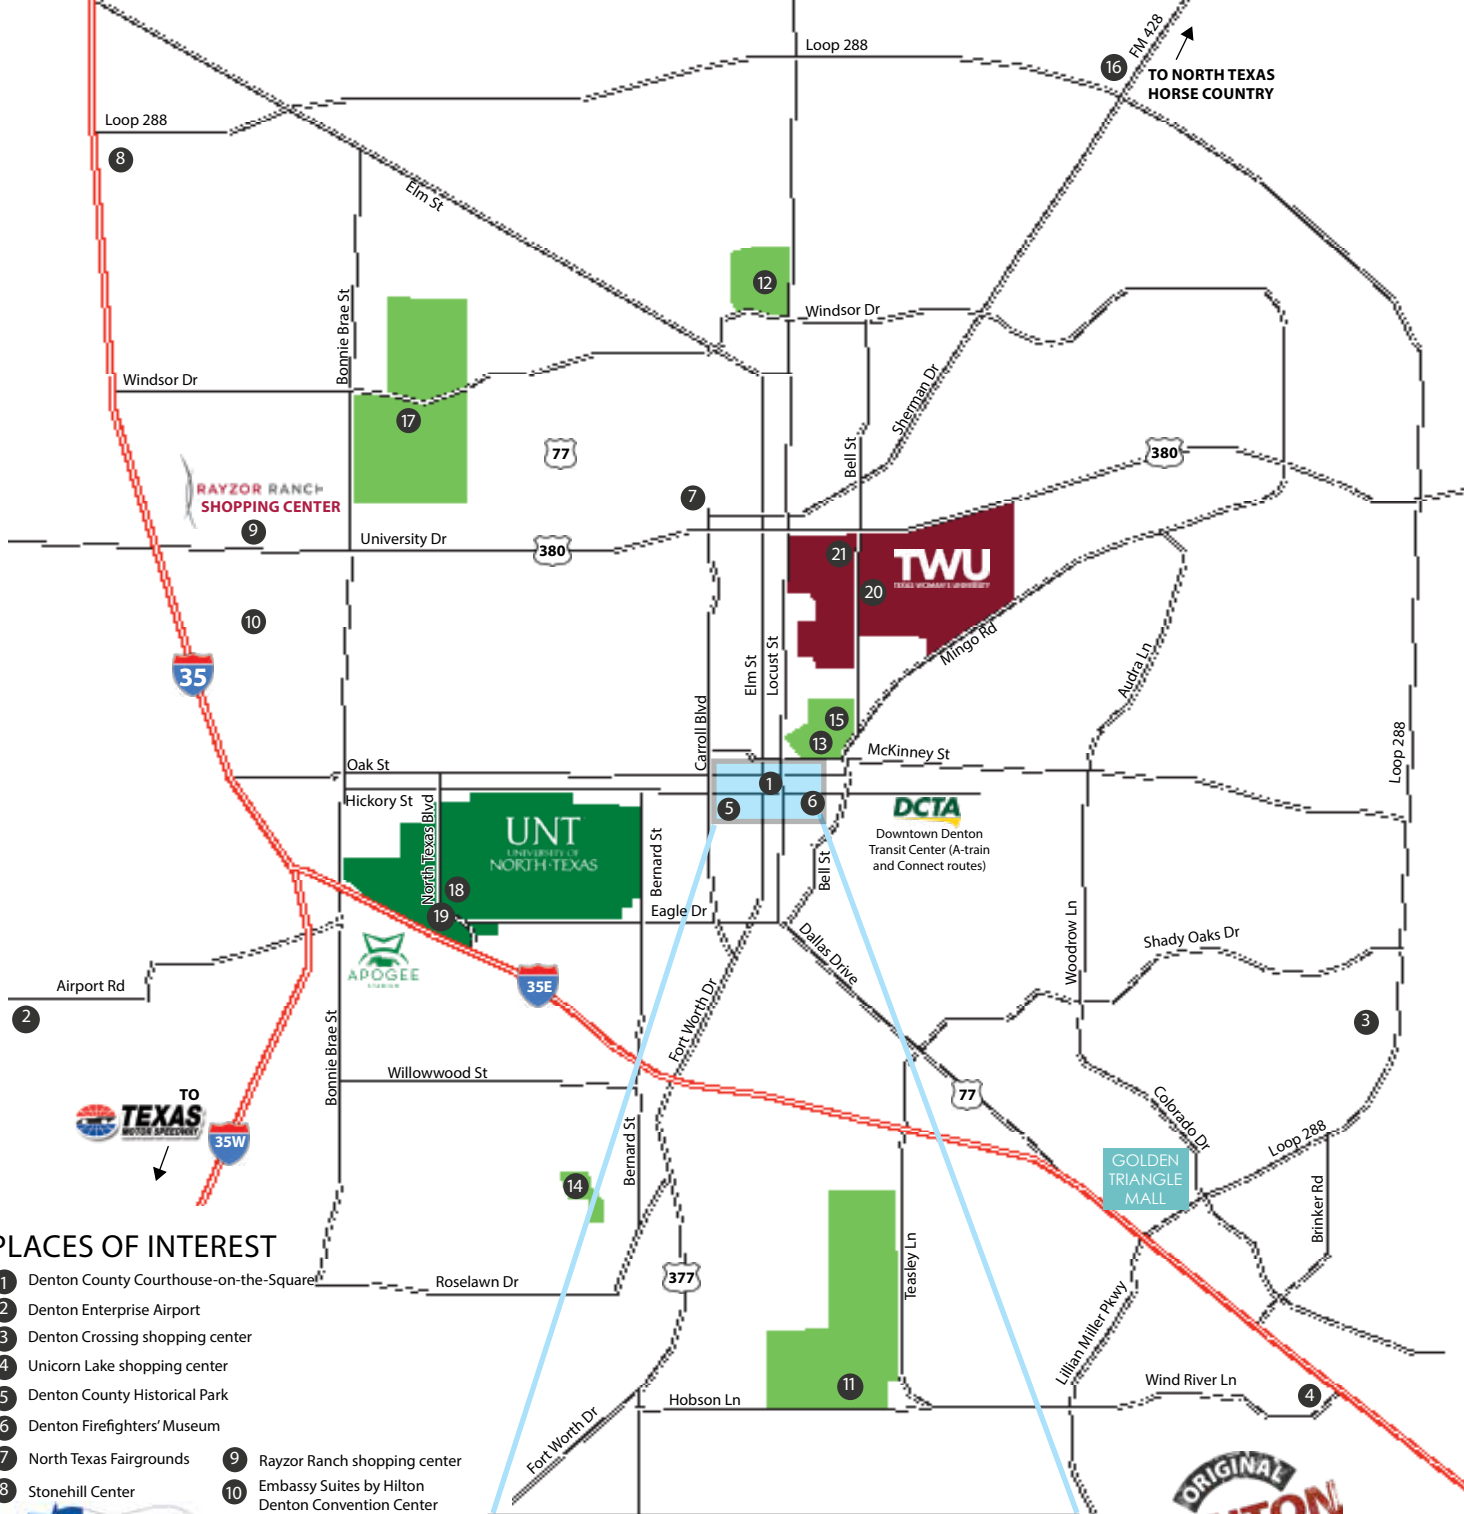 Loop 288
FM 428
16
TO NORTH TEXAS
HORSE COUNTRY
Loop 288
8
Elm St
12
Windsor Dr
Bonnie Brae St
Windsor Dr
17
Sherman Dr
Bell St
77
380
RAYZOR RANCH
SHOPPING CENTER
7
9
University Dr
380
21
TWU
TEXAS WOMAN'S UNIVERSITY
20
10
Mingo Rd
Audra Ln
35
Elm St
Locust St
Carroll Blvd
15
13
McKinney St
Loop 288
Oak St
1
Hickory St
5
6
DCTA
Downtown Denton
Transit Center (A-train
and Connect routes)
North Texas Blvd
UNT
UNIVERSITY OF
NORTH·TEXAS
Bernard St
Bell St
18
19
Eagle Dr
Dallas Drive
Woodrow Ln
Shady Oaks Dr
APOGEE
STADIUM
35E
Airport Rd
2
Fort Worth Dr
3
Bonnie Brae St
Willowwood St
77
TO
TEXAS
MOTOR SPEEDWAY
35W
Bernard St
Colorado Dr
Loop 288
GOLDEN
TRIANGLE
MALL
14
Brinker Rd
Teasley Ln
PLACES OF INTEREST
1 Denton County Courthouse-on-the-Square
Roselawn Dr
377
2 Denton Enterprise Airport
Lillian Miller Pkwy
3 Denton Crossing shopping center
4 Unicorn Lake shopping center
11
Wind River Ln
4
5 Denton County Historical Park
Hobson Ln
6 Denton Firefighters' Museum
Fort Worth Dr
7 North Texas Fairgrounds
9 Rayzor Ranch shopping center
8 Stonehill Center
10 Embassy Suites by Hilton
Denton Convention Center
ORIGINAL